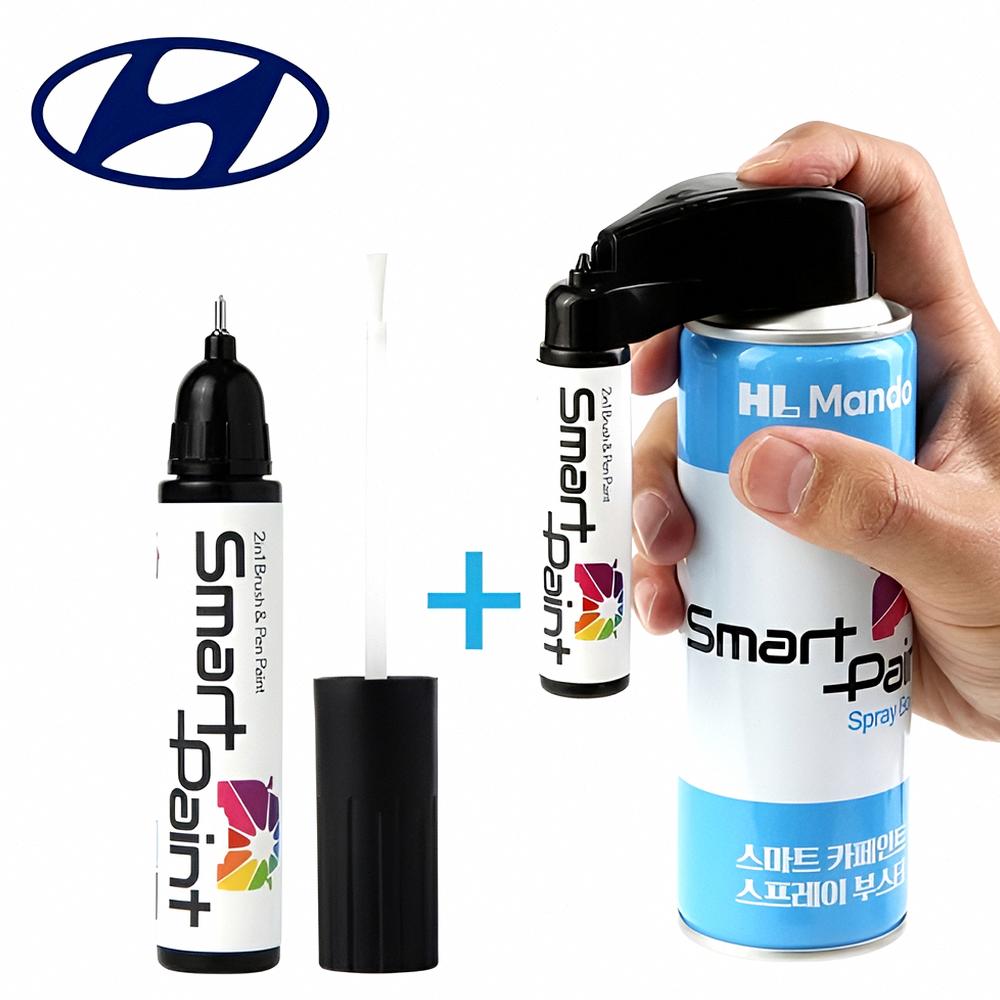 2in1 Brush & Pen Paint
Smart
Paint
2in1 Brush & Pen Paint
Smart
Paint
HL Mando
Smart
Pai
Spray Bo
스마트 카페인트
스프레이 부스터